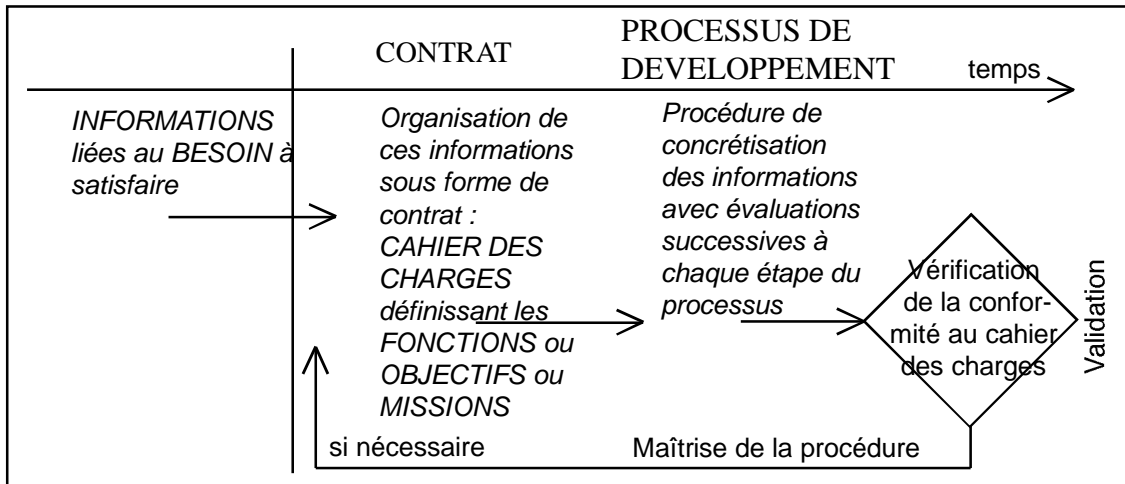 CONTRAT
PROCESSUS DE
DEVELOPPEMENT
temps
INFORMATIONS
liées au BESOIN à
satisfaire
Organisation de
ces informations
sous forme de
contrat :
CAHIER DES
CHARGES
définissant les
FONCTIONS ou
OBJECTIFS ou
MISSIONS
Procédure de
concrétisation
des informations
avec évaluations
successives à
chaque étape du
processus
Vérification
de la confor-
mité au cahier
des charges
Validation
si nécessaire
Maîtrise de la procédure